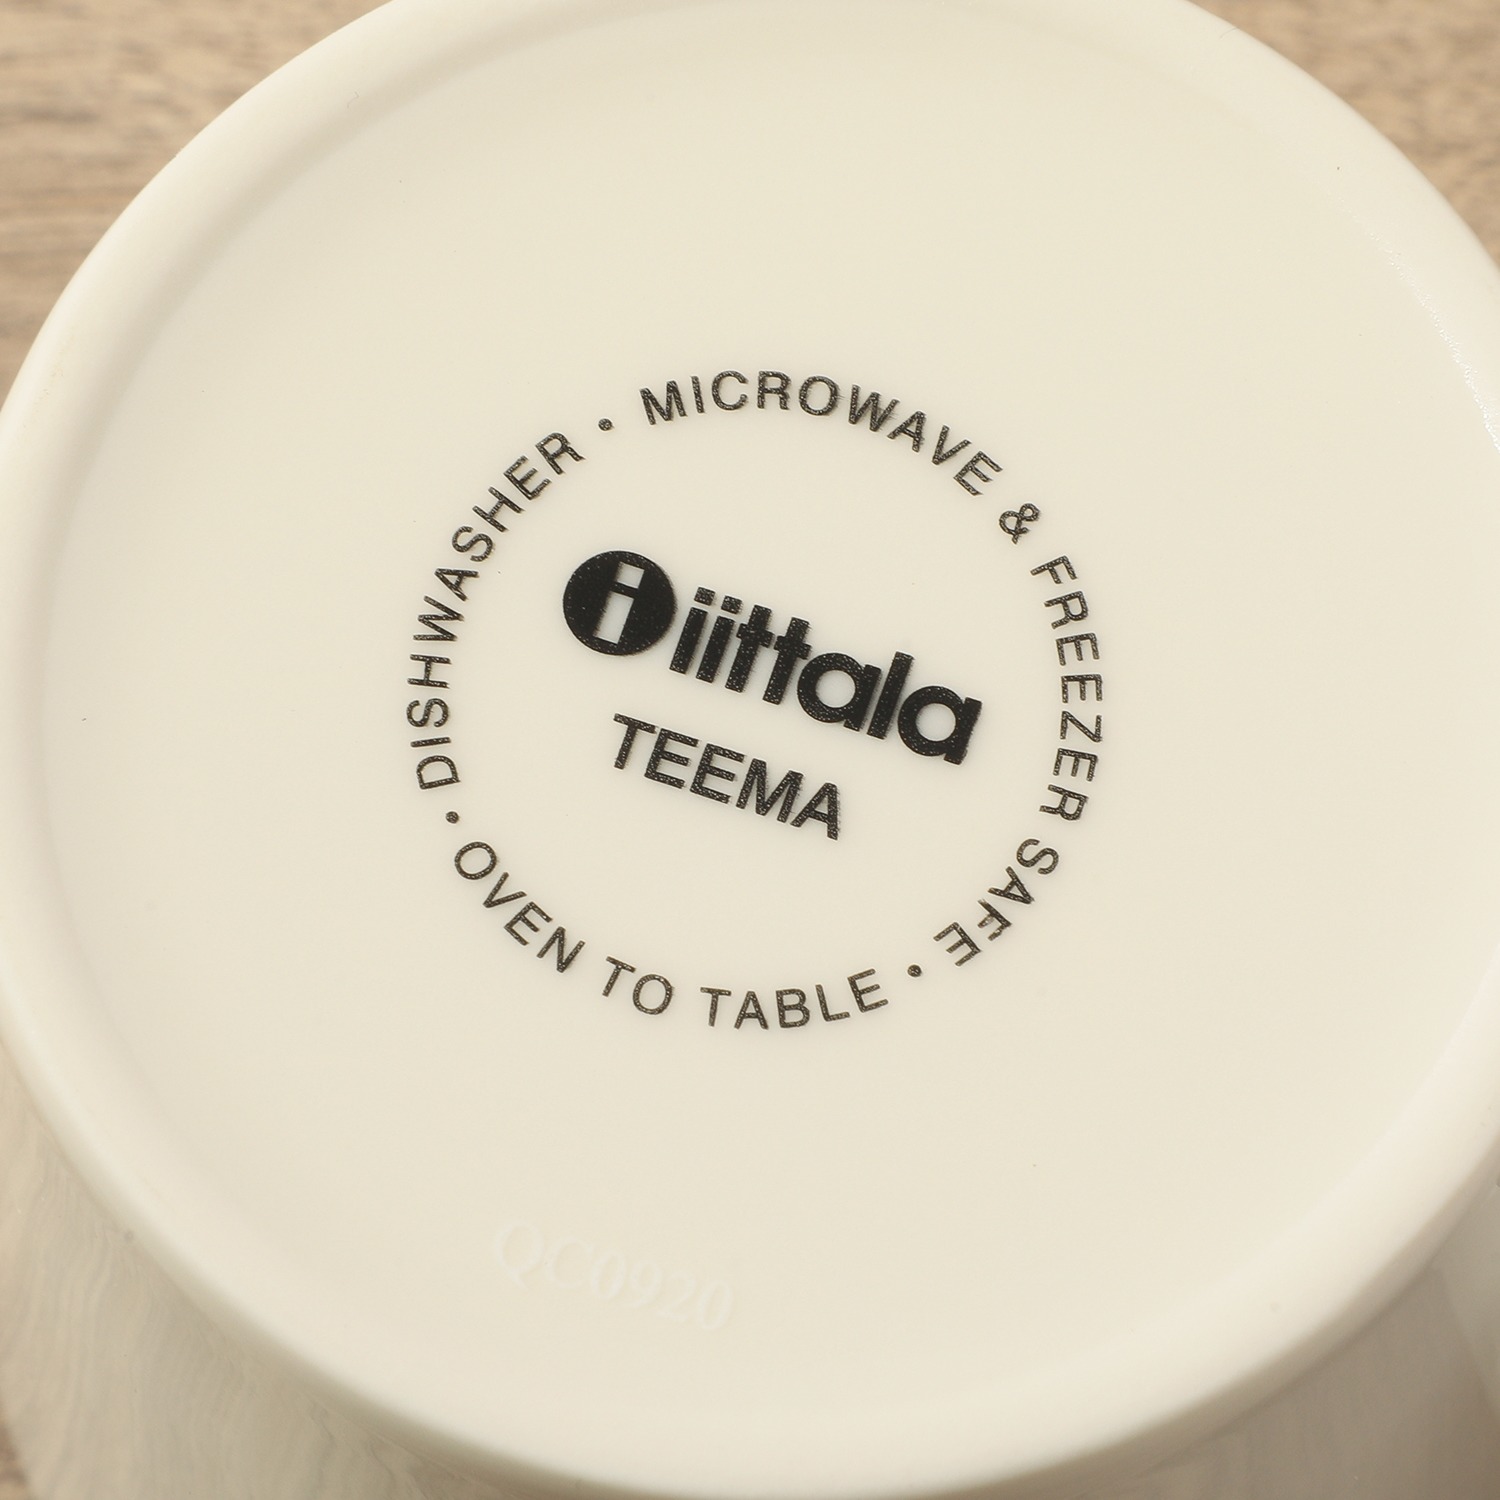 DISHWASHER • MICROWAVE & FREEZER SAFE • OVEN TO TABLE •
i iittala
TEEMA
QC0920